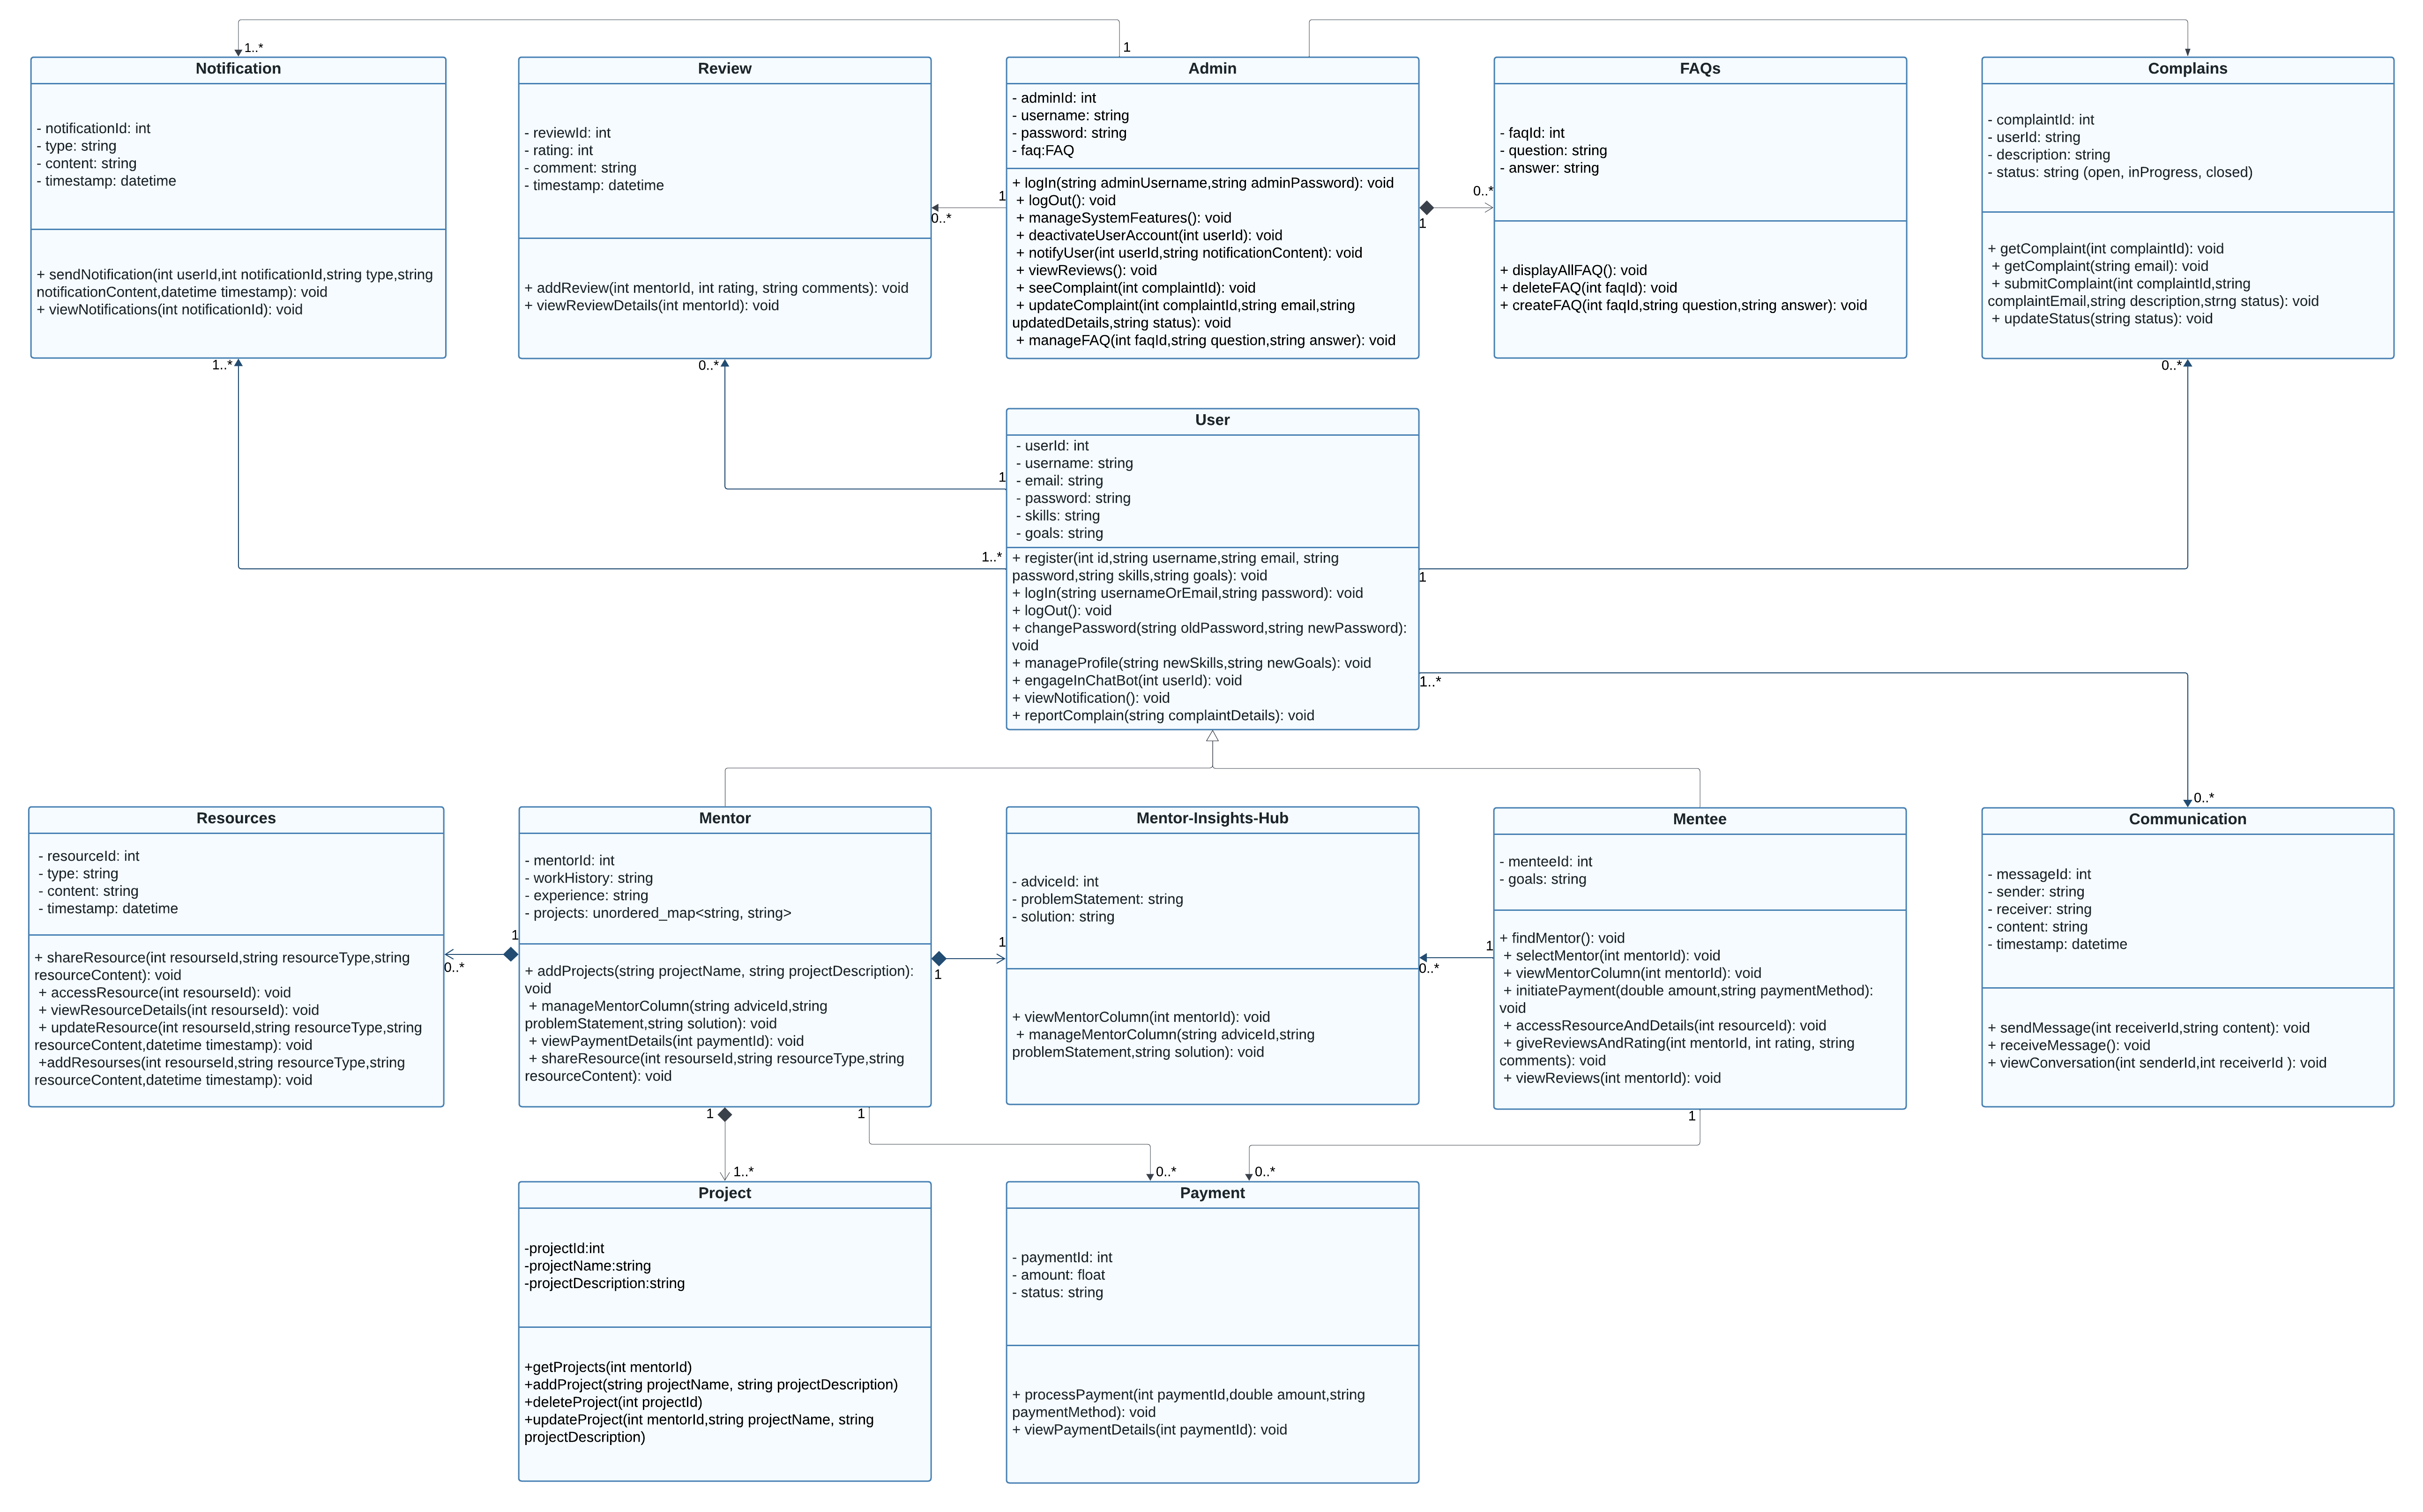 1..*
1
Notification
- notificationId: int
- type: string
- content: string
- timestamp: datetime
+ sendNotification(int userId,int notificationId,string type,string
notificationContent,datetime timestamp): void
+ viewNotifications(int notificationId): void
1..*
Review
- reviewId: int
- rating: int
- comment: string
- timestamp: datetime
+ addReview(int mentorId, int rating, string comments): void
+ viewReviewDetails(int mentorId): void
0..*
1
0..*
Admin
- adminId: int
- username: string
- password: string
- faq:FAQ
+ logIn(string adminUsername,string adminPassword): void
+ logOut(): void
+ manageSystemFeatures(): void
+ deactivateUserAccount(int userId): void
+ notifyUser(int userId,string notificationContent): void
+ viewReviews(): void
+ seeComplaint(int complaintId): void
+ updateComplaint(int complaintId,string email,string
updatedDetails,string status): void
+ manageFAQ(int faqId,string question,string answer): void
0..*
1
FAQs
- faqId: int
- question: string
- answer: string
+ displayAllFAQ(): void
+ deleteFAQ(int faqId): void
+ createFAQ(int faqId,string question,string answer): void
Complains
- complaintId: int
- userId: string
- description: string
- status: string (open, inProgress, closed)
+ getComplaint(int complaintId): void
+ getComplaint(string email): void
+ submitComplaint(int complaintId,string
complaintEmail,string description,strng status): void
+ updateStatus(string status): void
0..*
User
- userId: int
- username: string
- email: string
- password: string
- skills: string
- goals: string
+ register(int id,string username,string email, string
password,string skills,string goals): void
+ logIn(string usernameOrEmail,string password): void
+ logOut(): void
+ changePassword(string oldPassword,string newPassword):
void
+ manageProfile(string newSkills,string newGoals): void
+ engageInChatBot(int userId): void
+ viewNotification(): void
+ reportComplain(string complaintDetails): void
1
1..*
1
1..*
0..*
Resources
- resourceId: int
- type: string
- content: string
- timestamp: datetime
+ shareResource(int resourseId,string resourceType,string
resourceContent): void
+ accessResource(int resourseId): void
+ viewResourceDetails(int resourseId): void
+ updateResource(int resourseId,string resourceType,string
resourceContent,datetime timestamp): void
+addResourses(int resourseId,string resourceType,string
resourceContent,datetime timestamp): void
1
0..*
Mentor
- mentorId: int
- workHistory: string
- experience: string
- projects: unordered_map<string, string>
+ addProjects(string projectName, string projectDescription):
void
+ manageMentorColumn(string adviceId,string
problemStatement,string solution): void
+ viewPaymentDetails(int paymentId): void
+ shareResource(int resourseId,string resourceType,string
resourceContent): void
1
1
Mentor-Insights-Hub
- adviceId: int
- problemStatement: string
- solution: string
+ viewMentorColumn(int mentorId): void
+ manageMentorColumn(string adviceId,string
problemStatement,string solution): void
1
0..*
Mentee
- menteeId: int
- goals: string
+ findMentor(): void
+ selectMentor(int mentorId): void
+ viewMentorColumn(int mentorId): void
+ initiatePayment(double amount,string paymentMethod):
void
+ accessResourceAndDetails(int resourceId): void
+ giveReviewsAndRating(int mentorId, int rating, string
comments): void
+ viewReviews(int mentorId): void
Communication
- messageId: int
- sender: string
- receiver: string
- content: string
- timestamp: datetime
+ sendMessage(int receiverId,string content): void
+ receiveMessage(): void
+ viewConversation(int senderId,int receiverId ): void
1
1
1
1..*
0..*
0..*
Project
-projectId:int
-projectName:string
-projectDescription:string
+getProjects(int mentorId)
+addProject(string projectName, string projectDescription)
+deleteProject(int projectId)
+updateProject(int mentorId,string projectName, string
projectDescription)
Payment
- paymentId: int
- amount: float
- status: string
+ processPayment(int paymentId,double amount,string
paymentMethod): void
+ viewPaymentDetails(int paymentId): void